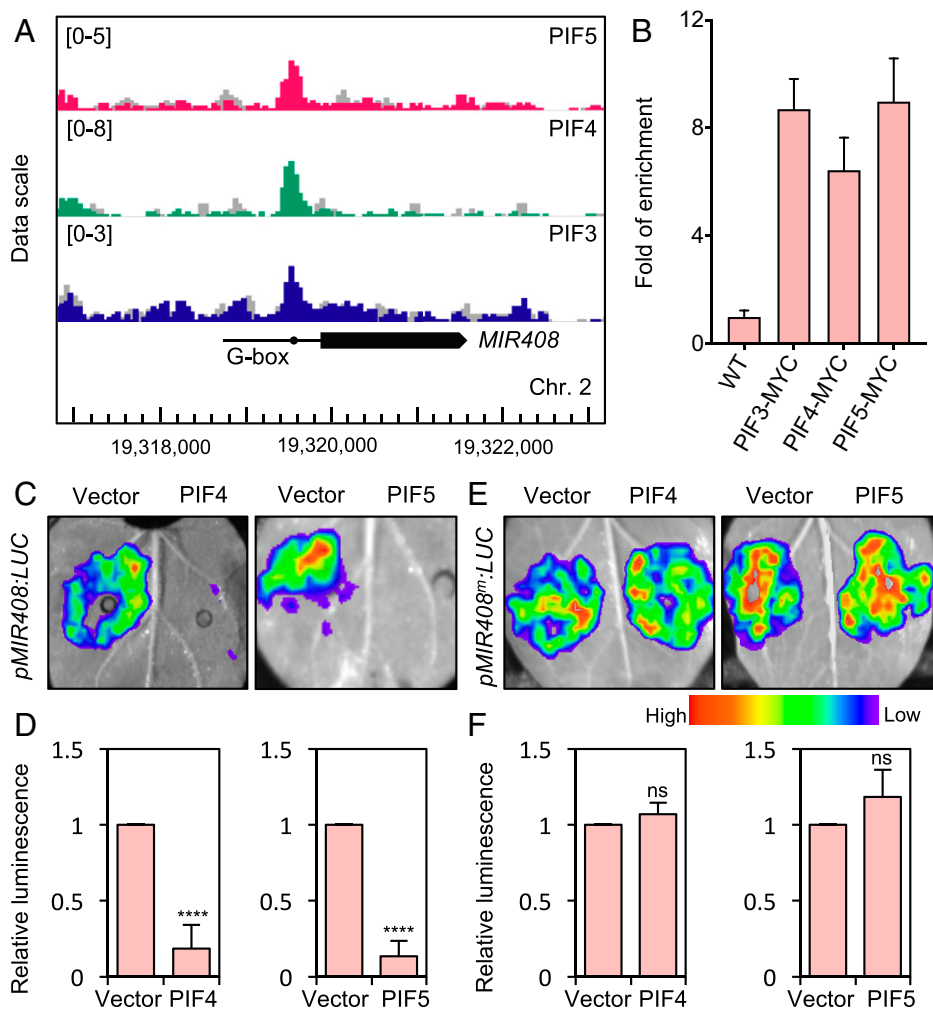 A
[0-5]
PIF5
[0-8]
PIF4
[0-3]
PIF3
Data scale
G-box
MIR408
Chr. 2
19,318,000
19,320,000
19,322,000
B
Fold of enrichment
12
8
4
0
WT
PIF3-MYC
PIF4-MYC
PIF5-MYC
C
Vector PIF4
Vector PIF5
pMIR408:LUC
E
Vector PIF4
Vector PIF5
pMIR408m:LUC
High
Low
D
Relative luminescence
1.5
1
0.5
0
****
Vector PIF4
1.5
1
0.5
0
****
Vector PIF5
F
Relative luminescence
1.5
1
0.5
0
ns
Vector PIF4
1.5
1
0.5
0
ns
Vector PIF5